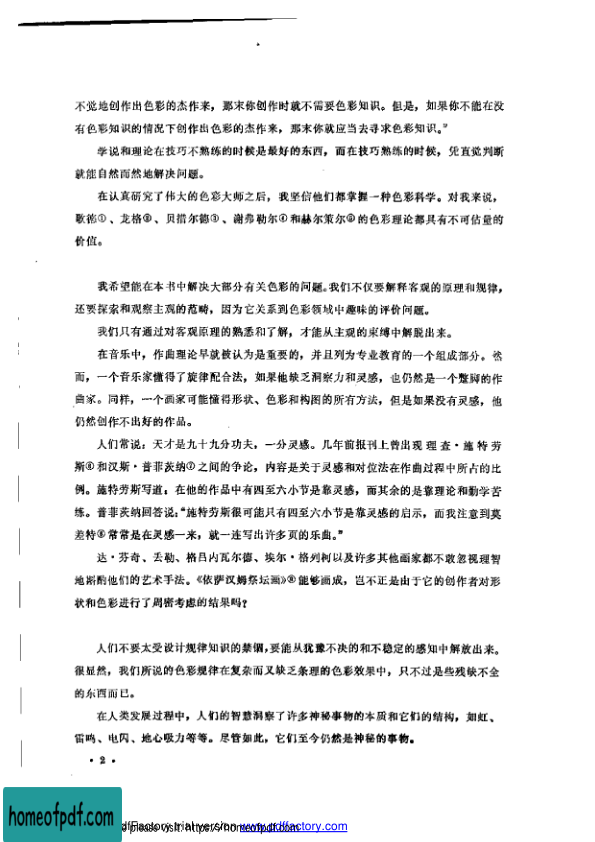 不觉地创作出色彩的杰作来，那末你创作时就不需要色彩知识。但是，如果你不能在没
有色彩知识的情况下创作出色彩的杰作来，那末你就应当去寻求色彩知识。”
学说和理论在技巧不熟练的时候是最好的东西，而在技巧熟练的时候，凭直觉判断
就能自然而然地解决问题。
在认真研究了伟大的色彩大师之后，我坚信他们都掌握一种色彩科学。对我来说，
歌德①、龙格②、贝措尔德③、谢弗勒尔④和赫尔策尔⑤的色彩理论都具有不可估量的
价值。
我希望能在本书中解决大部分有关色彩的问题。我们不仅要解释客观的原理和规律，
还要探索和观察主观的范畴，因为它关系到色彩领域中趣味的评价问题。
我们只有通过对客观原理的熟悉和了解，才能从主观的束缚中解脱出来。
在音乐中，作曲理论早就被认为是重要的，并且列为专业教育的一个组成部分。然
而，一个音乐家懂得了旋律配合法，如果他缺乏洞察力和灵感，也仍然是一个蹩脚的作
曲家。同样，一个画家可能懂得形状、色彩和构图的所有方法，但是如果没有灵感，他
仍然创作不出好的作品。
人们常说：天才是九十九分功夫，一分灵感。几年前报刊上曾出现理查·施特劳
斯⑥和汉斯·普菲茨纳⑦之间的争论，内容是关于灵感和对位法在作曲过程中所占的比
例。施特劳斯写道：在他的作品中有四至六小节是靠灵感，而其余的是靠理论和勤学苦
练。普菲茨纳回答说：“施特劳斯很可能只有四至六小节是靠灵感的启示，而我注意到莫
差特⑧常常是在灵感一来，就一连写出许多页的乐曲。”
达·芬奇、丢勒、格吕内瓦尔德、埃尔·格列柯以及许多其他画家都不敢忽视理智
地斟酌他们的艺术手法。《依萨汉姆祭坛画》⑨能够画成，岂不正是由于它的创作者对形
状和色彩进行了周密考虑的结果吗？
人们不要太受设计规律知识的禁锢，要能从犹豫不决的和不稳定的感知中解放出来。
很显然，我们所说的色彩规律在复杂而又缺乏条理的色彩效果中，只不过是些残缺不全
的东西而已。
在人类发展过程中，人们的智慧洞察了许多神秘事物的本质和它们的结构，如虹、
雷鸣、电闪、地心吸力等等。尽管如此，它们至今仍然是神秘的事物。
·2·
homeofpdf.com
dfFactory trial version www.pdffactory.com
please visit: https://homeofpdf.com